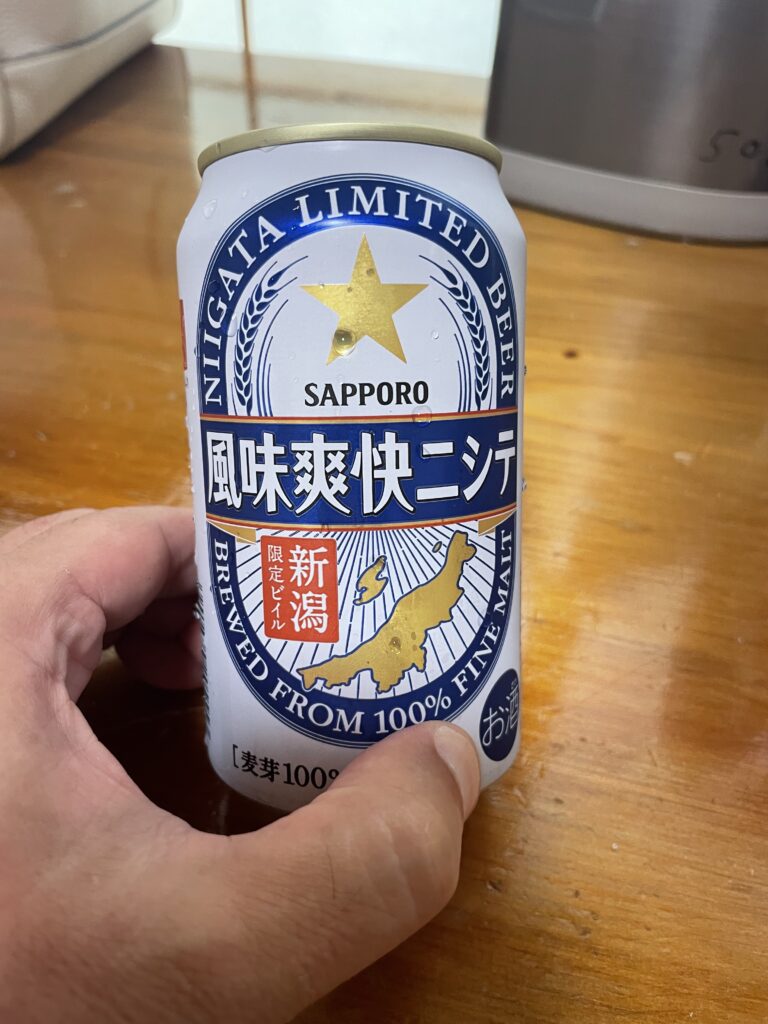 NIIGATA LIMITED BEER
SAPPORO
風味爽快ニシテ
新潟
限定ビイル
BREWED FROM 100% FINE MALT
お酒
[麦芽100%